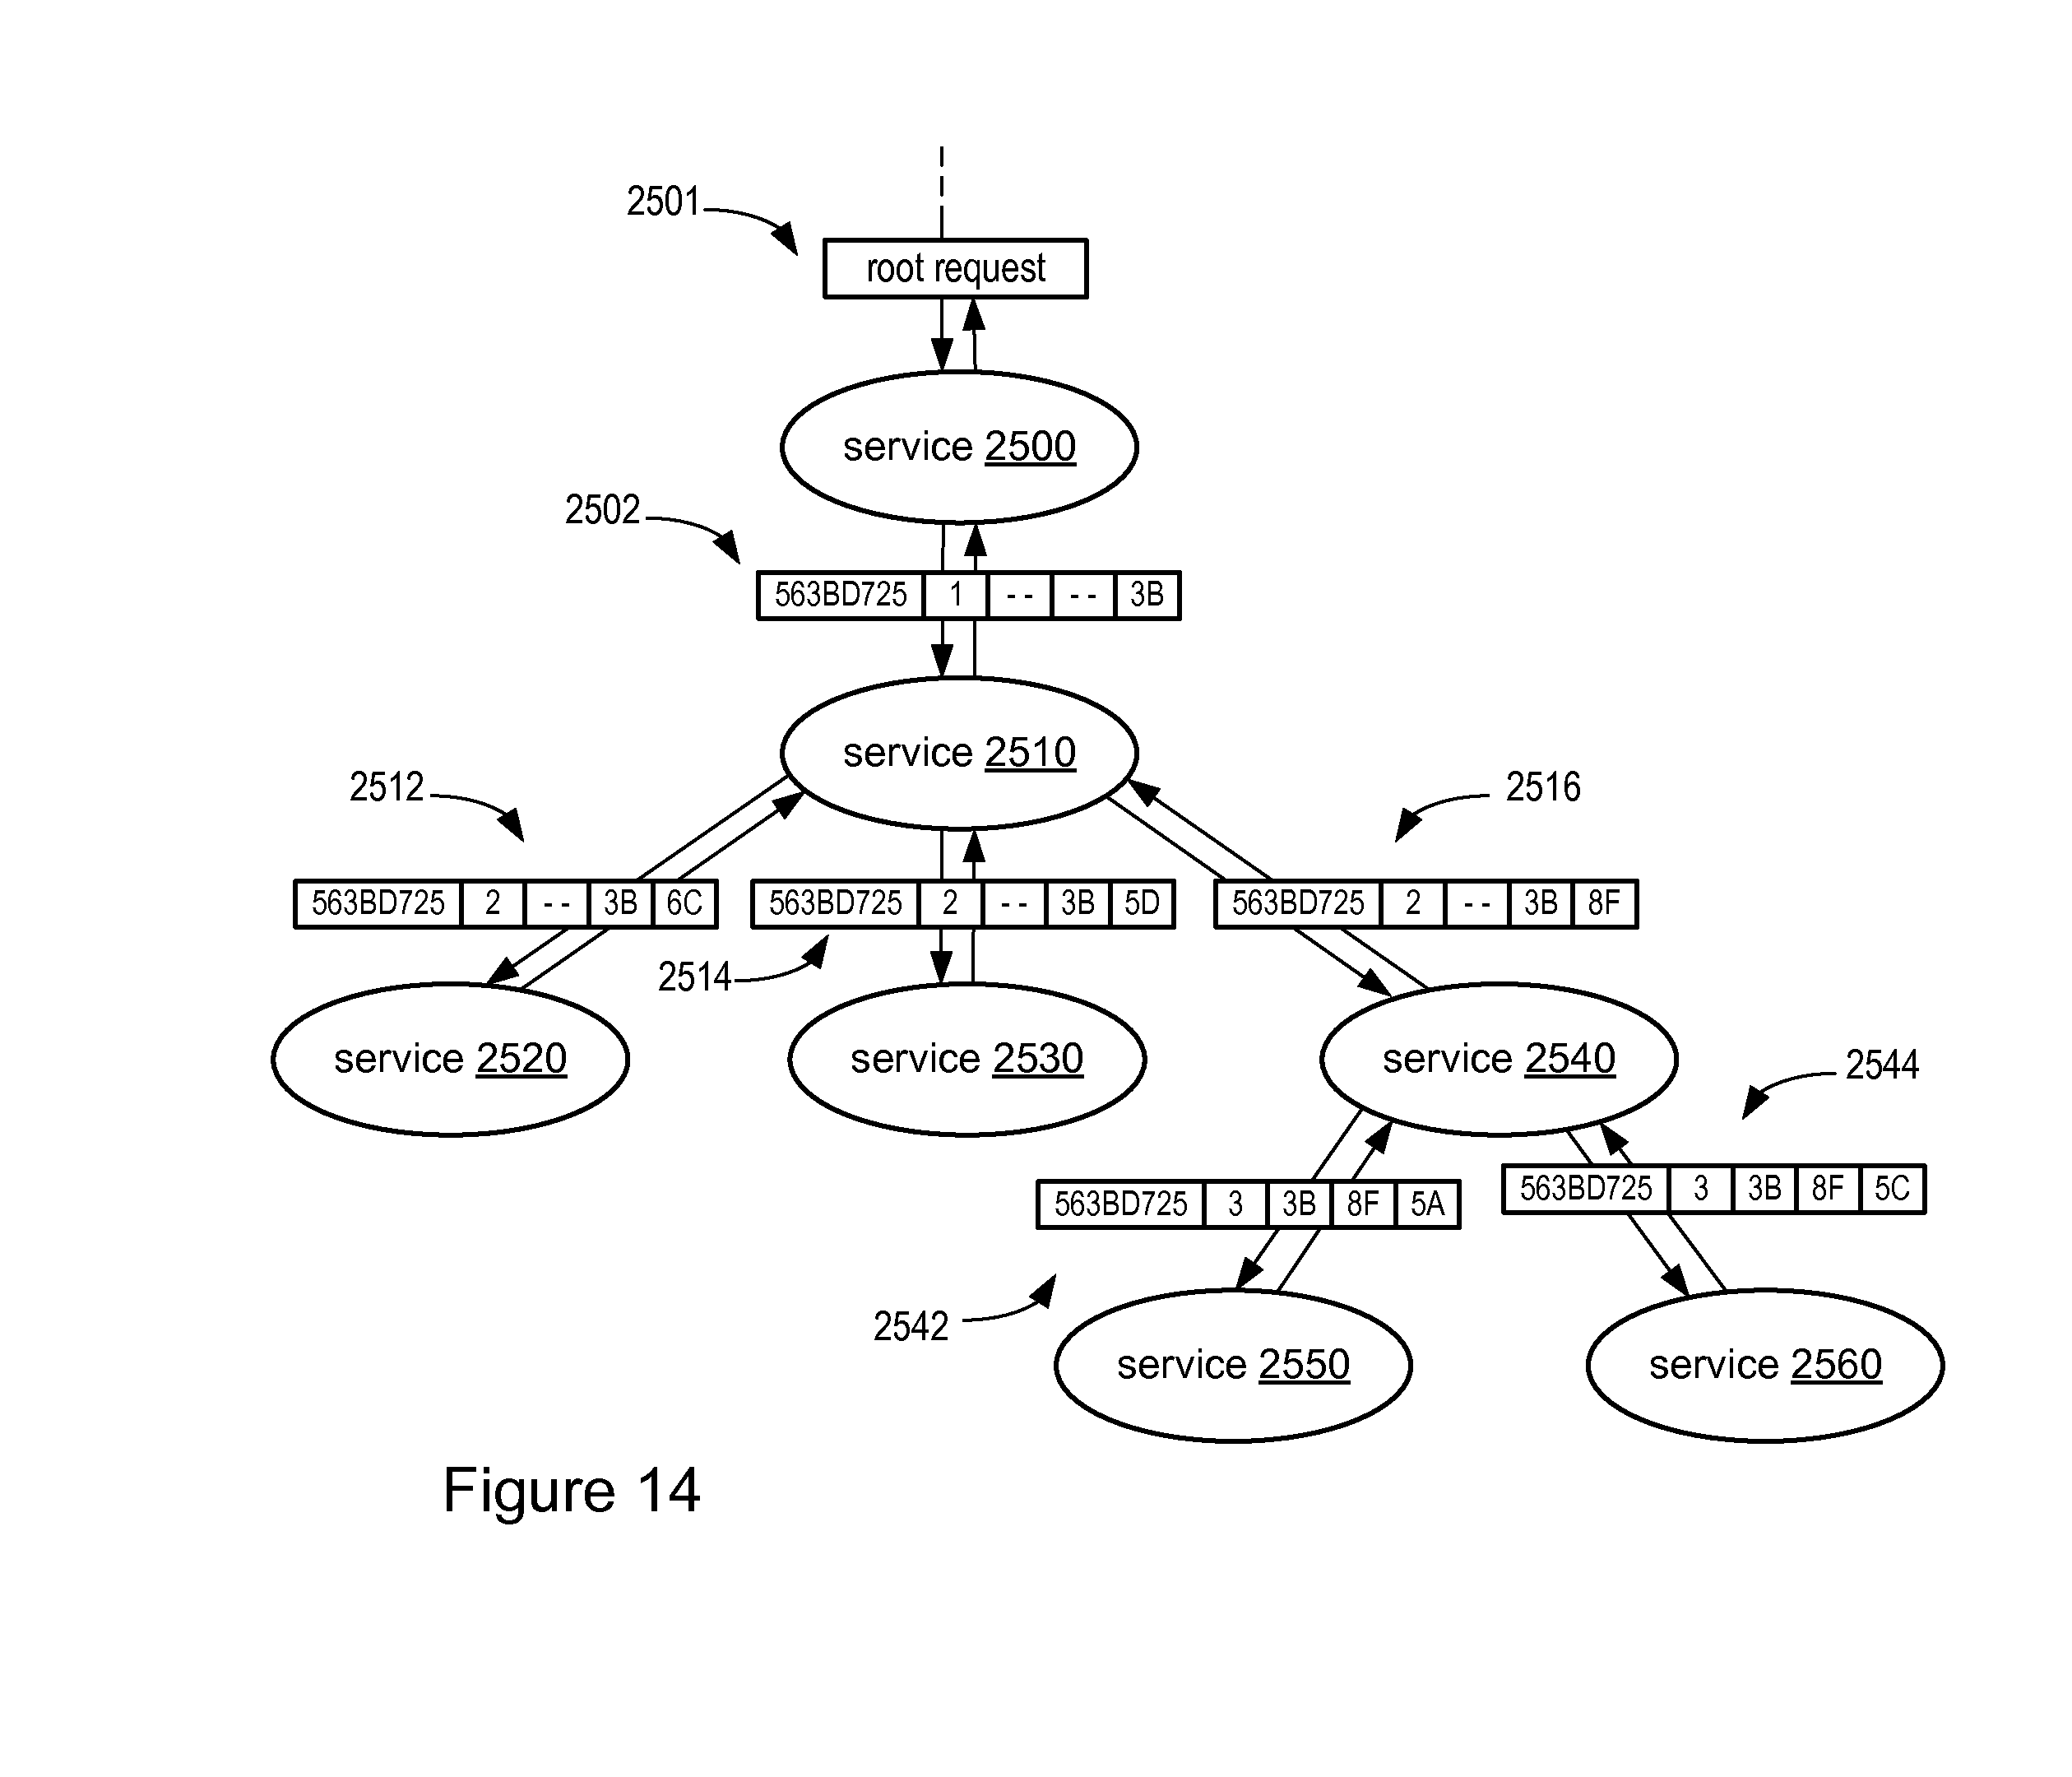 2501
root request
service 2500
2502
563BD725 1 -- -- 3B
service 2510
2512
2516
563BD725 2 -- 3B 6C
563BD725 2 -- 3B 5D
563BD725 2 -- 3B 8F
2514
service 2520
service 2530
service 2540
2544
563BD725 3 3B 8F 5A
563BD725 3 3B 8F 5C
2542
service 2550
service 2560
Figure 14